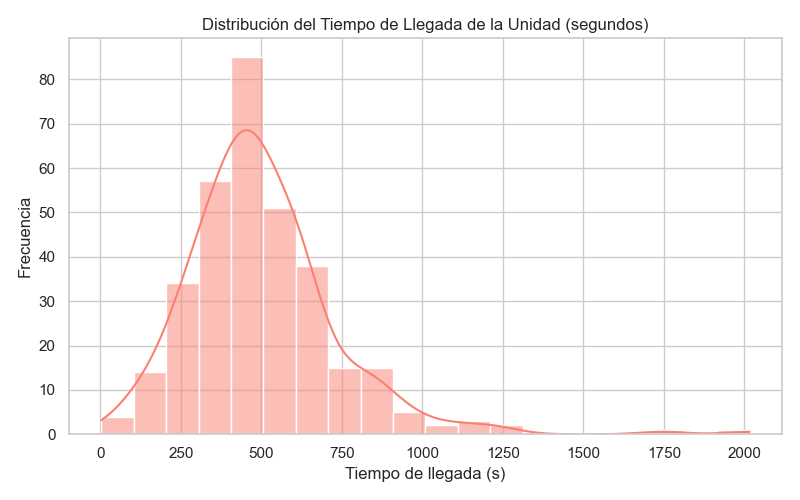 Distribución del Tiempo de Llegada de la Unidad (segundos)
Frecuencia
80
70
60
50
40
30
20
10
0
0 250 500 750 1000 1250 1500 1750 2000
Tiempo de llegada (s)